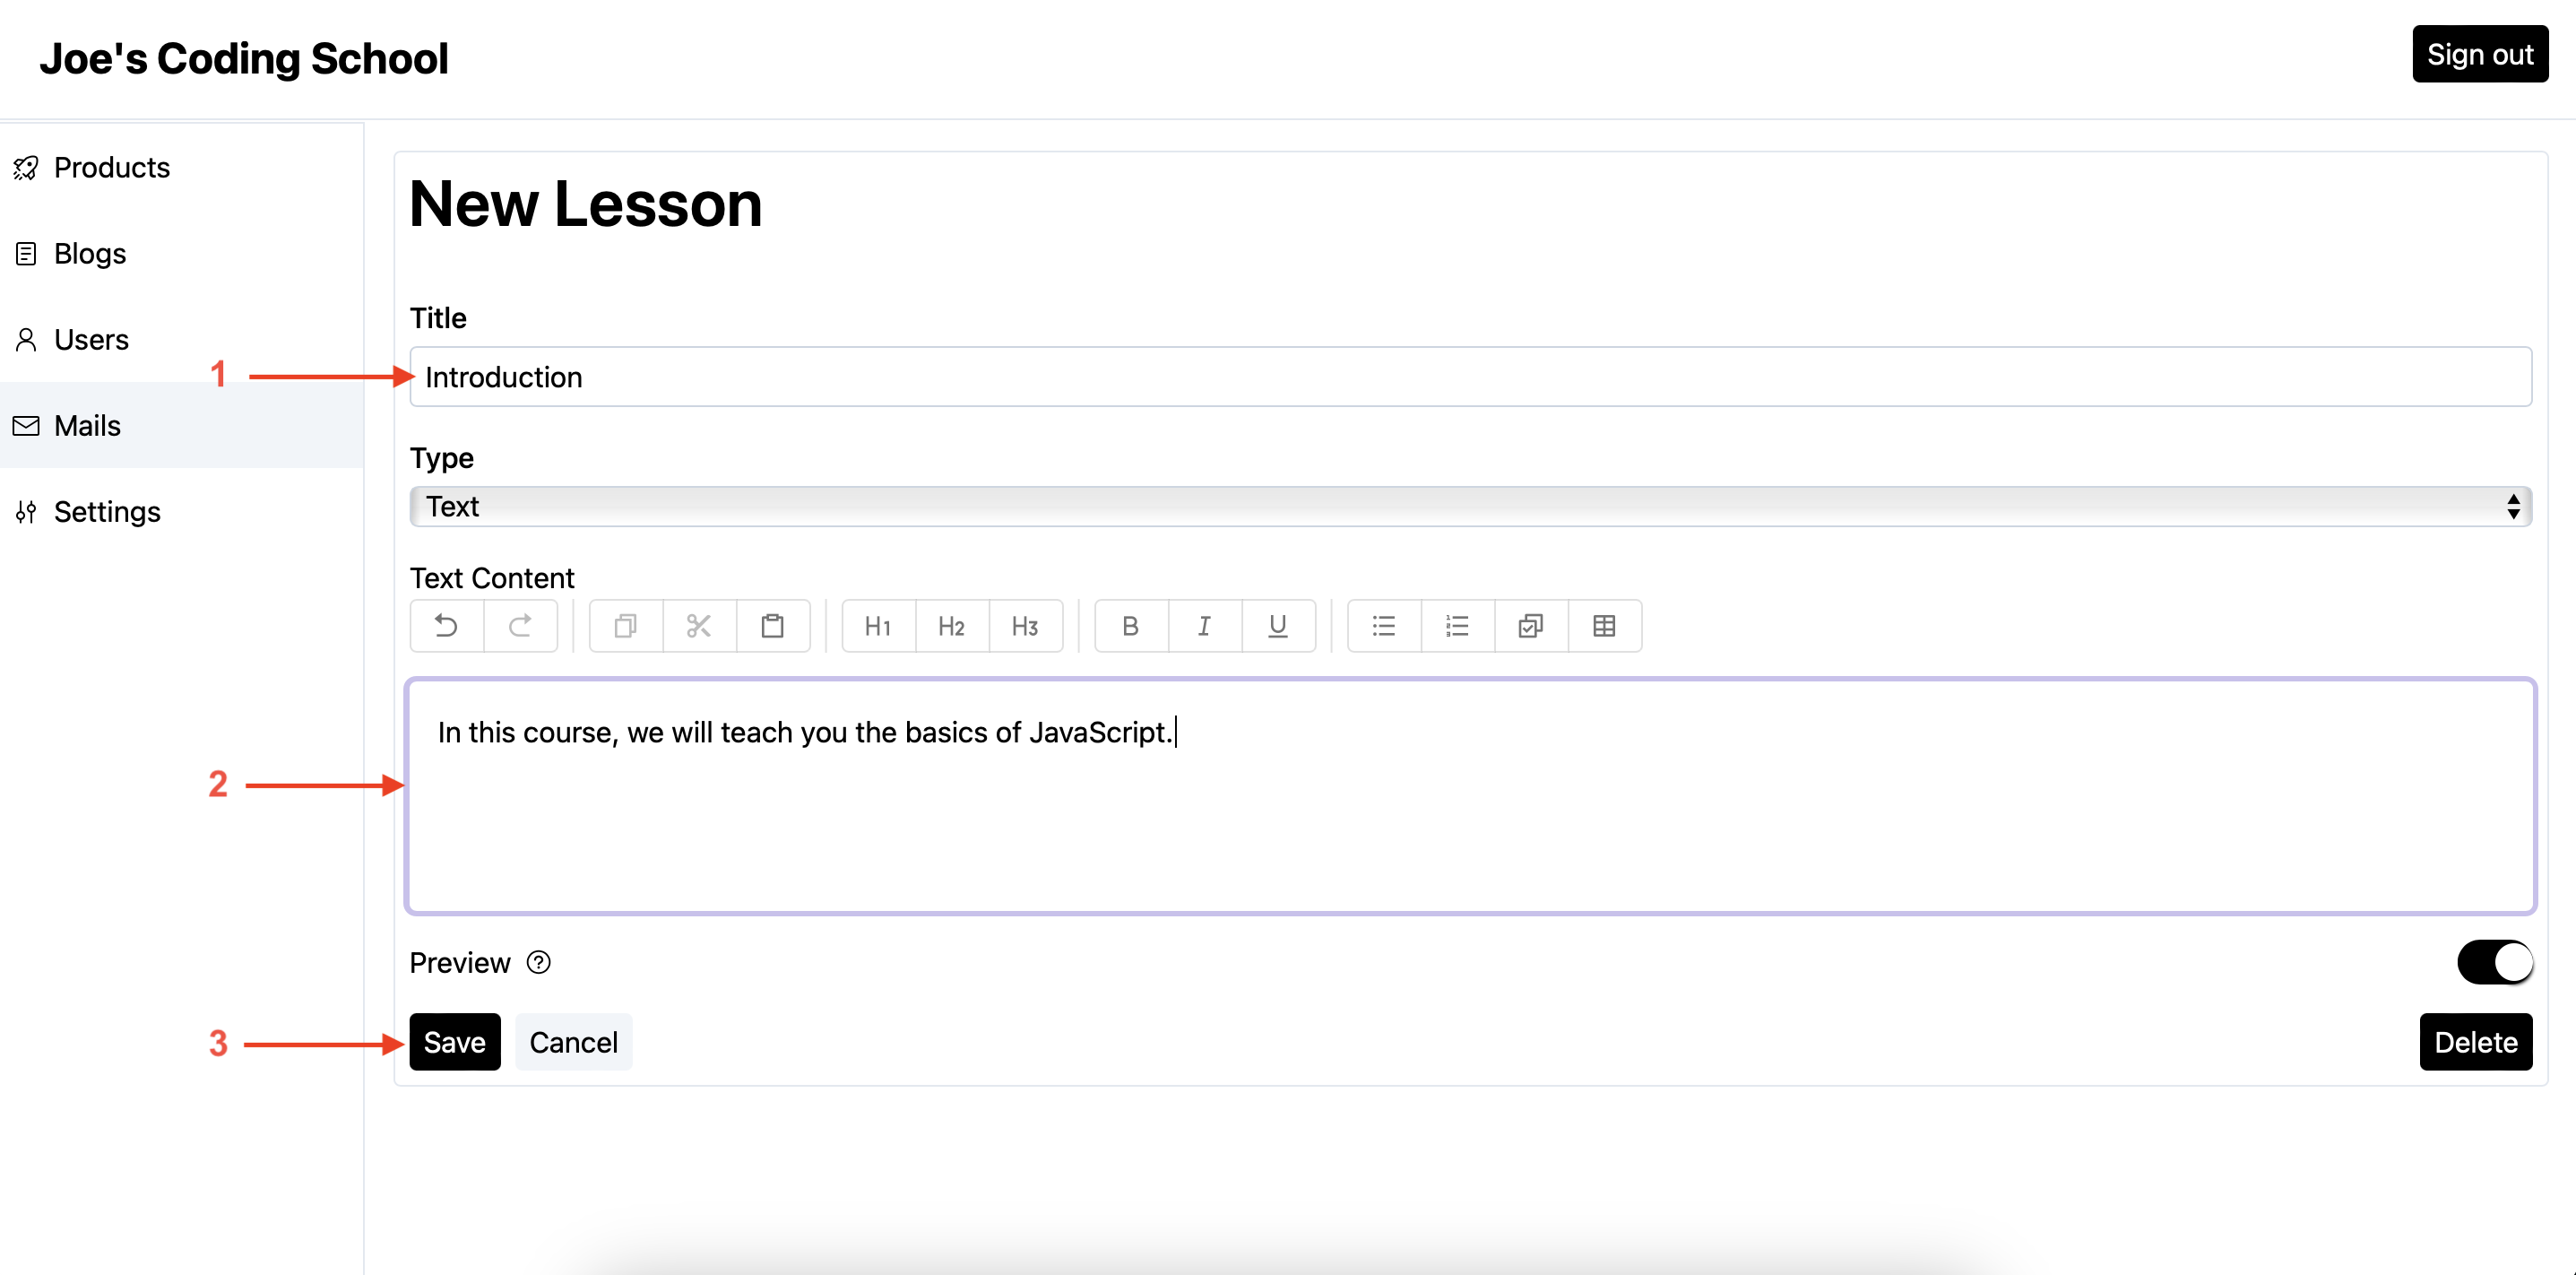 Joe's Coding School
Sign out
Products
Blogs
Users
Mails
Settings
New Lesson
Title
1
Introduction
Type
Text
Text Content
H1 H2 H3 B I U
In this course, we will teach you the basics of JavaScript.
2
Preview ?
3
Save Cancel Delete